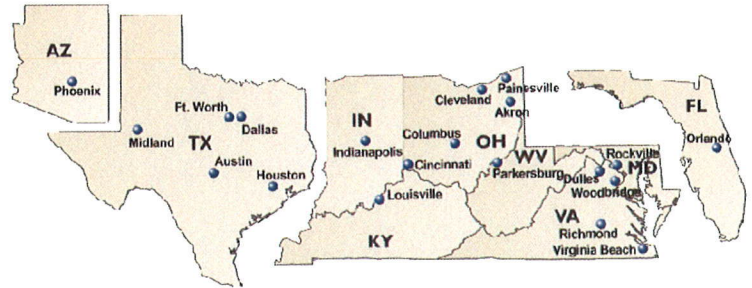 AZ
Phoenix
TX
Ft. Worth
Dallas
Midland
Austin
Houston
IN
Indianapolis
OH
Painesville
Cleveland
Akron
Columbus
Cincinnati
WV
Parkersburg
Louisville
KY
MD
Rockville
Dulles
Woodbridge
VA
Richmond
Virginia Beach
FL
Orlando